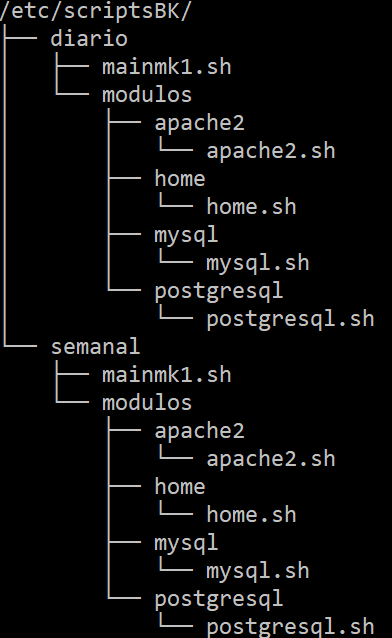 /etc/scriptsBK/
├── diario
│   ├── mainmk1.sh
│   └── modulos
│       ├── apache2
│       │   └── apache2.sh
│       ├── home
│       │   └── home.sh
│       ├── mysql
│       │   └── mysql.sh
│       └── postgresql
│           └── postgresql.sh
└── semanal
    ├── mainmk1.sh
    └── modulos
        ├── apache2
        │   └── apache2.sh
        ├── home
        │   └── home.sh
        ├── mysql
        │   └── mysql.sh
        └── postgresql
            └── postgresql.sh